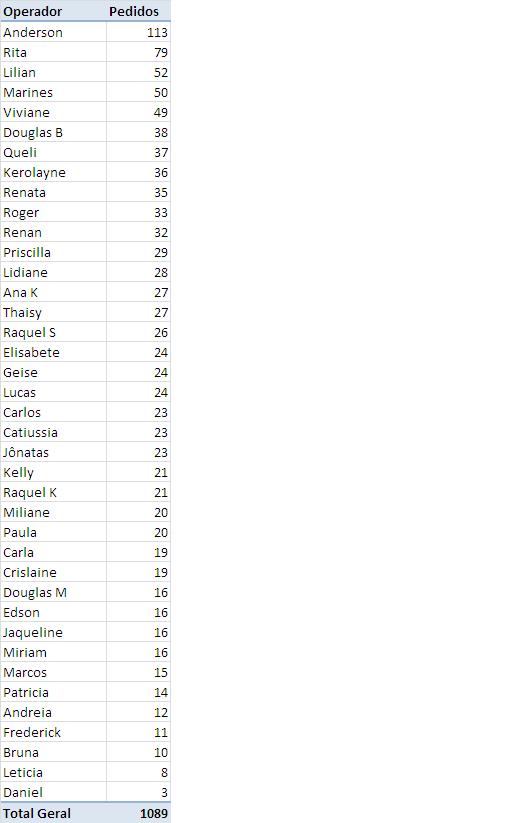 Operador Pedidos
Anderson 113
Rita 79
Lilian 52
Marines 50
Viviane 49
Douglas B 38
Queli 37
Kerolayne 36
Renata 35
Roger 33
Renan 32
Priscilla 29
Lidiane 28
Ana K 27
Thaisy 27
Raquel S 26
Elisabete 24
Geise 24
Lucas 24
Carlos 23
Catiussia 23
Jônatas 23
Kelly 21
Raquel K 21
Miliane 20
Paula 20
Carla 19
Crislaine 19
Douglas M 16
Edson 16
Jaqueline 16
Miriam 16
Marcos 15
Patricia 14
Andreia 12
Frederick 11
Bruna 10
Leticia 8
Daniel 3
Total Geral 1089